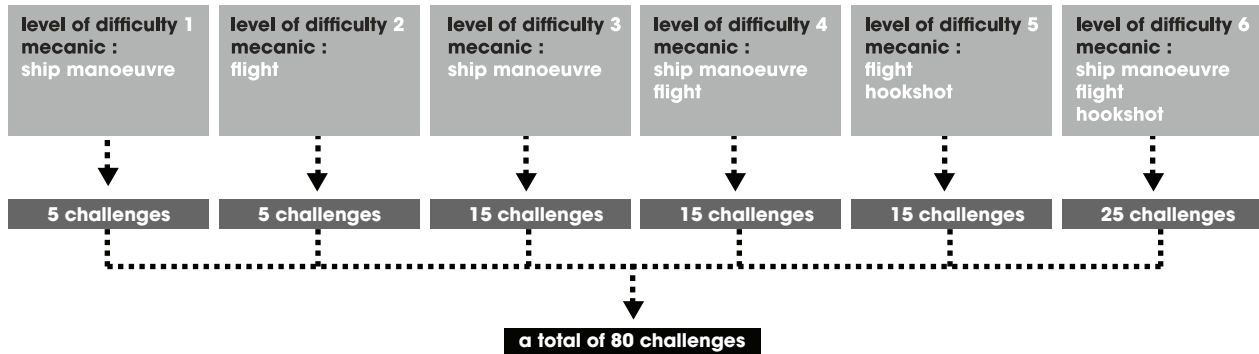 level of difficulty 1
mecanic :
ship manoeuvre
level of difficulty 2
mecanic :
flight
level of difficulty 3
mecanic :
ship manoeuvre
level of difficulty 4
mecanic :
ship manoeuvre
flight
level of difficulty 5
mecanic :
flight
hookshot
level of difficulty 6
mecanic :
ship manoeuvre
flight
hookshot
5 challenges
5 challenges
15 challenges
15 challenges
15 challenges
25 challenges
a total of 80 challenges